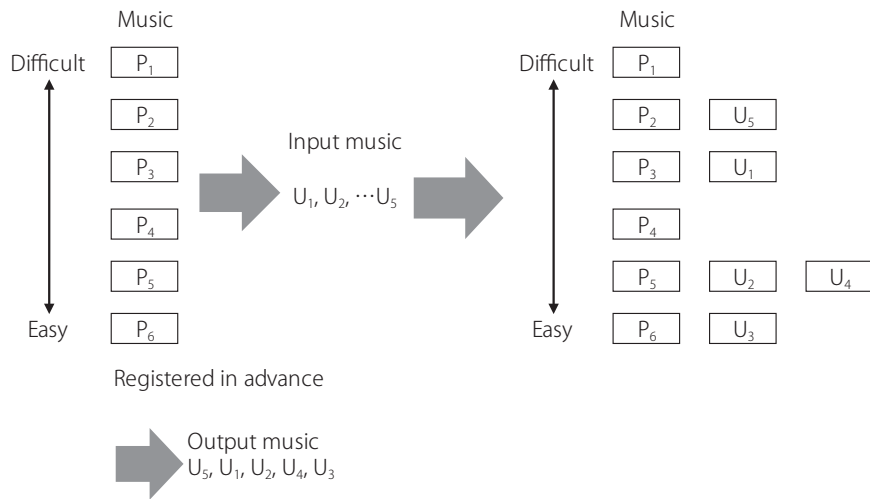 Music
Difficult
P₁
P₂
P₃
P₄
P₅
Easy
P₆
Registered in advance
Input music
U₁, U₂, ⋯U₅
Music
Difficult
P₁
P₂ U₅
P₃ U₁
P₄
P₅ U₂ U₄
Easy P₆ U₃
Output music
U₅, U₁, U₂, U₄, U₃